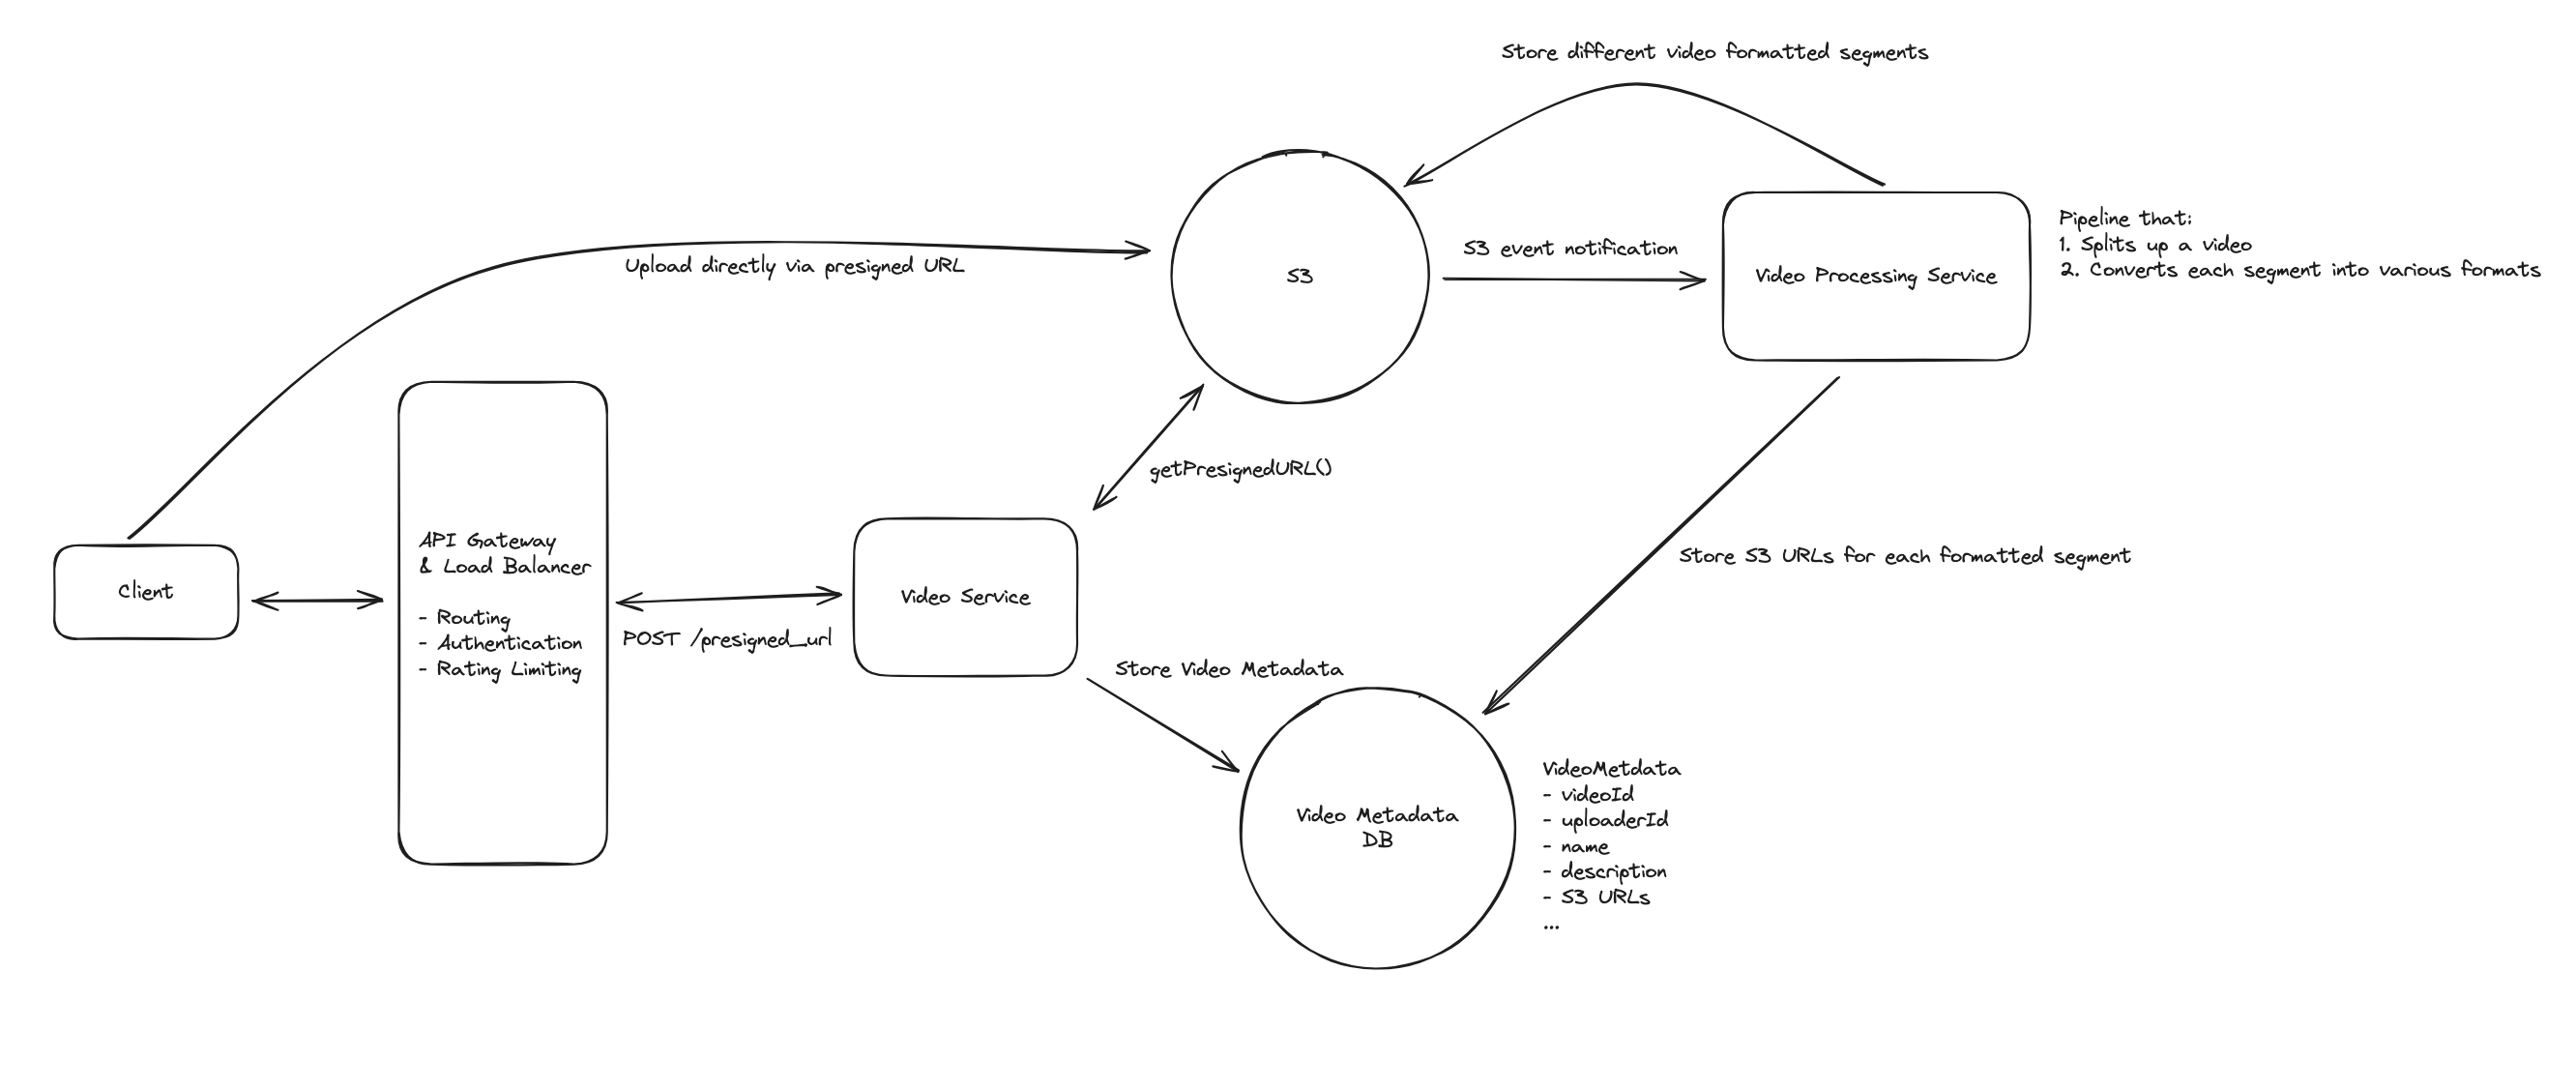 Store different video formatted segments
Upload directly via presigned URL
S3
S3 event notification
Video Processing Service
Pipeline that:
1. Splits up a video
2. Converts each segment into various formats
getPresignedURL()
Client
API Gateway
& Load Balancer
- Routing
- Authentication
- Rating Limiting
POST /presigned_url
Video Service
Store Video Metadata
Store S3 URLs for each formatted segment
Video Metadata
DB
VideoMetdata
- videoId
- uploaderId
- name
- description
- S3 URLs
...